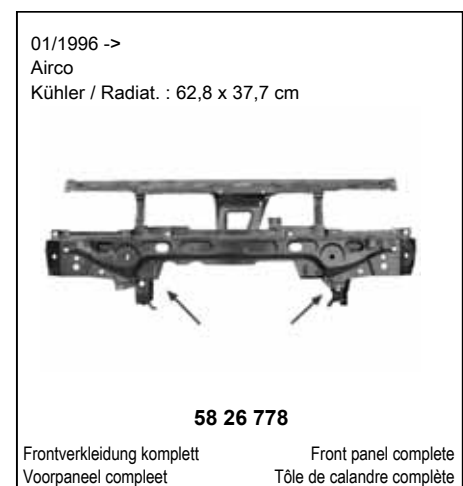 01/1996 ->
Airco
Kühler / Radiat. : 62,8 x 37,7 cm
58 26 778
Frontverkleidung komplett Front panel complete
Voorpaneel compleet Tôle de calandre complète